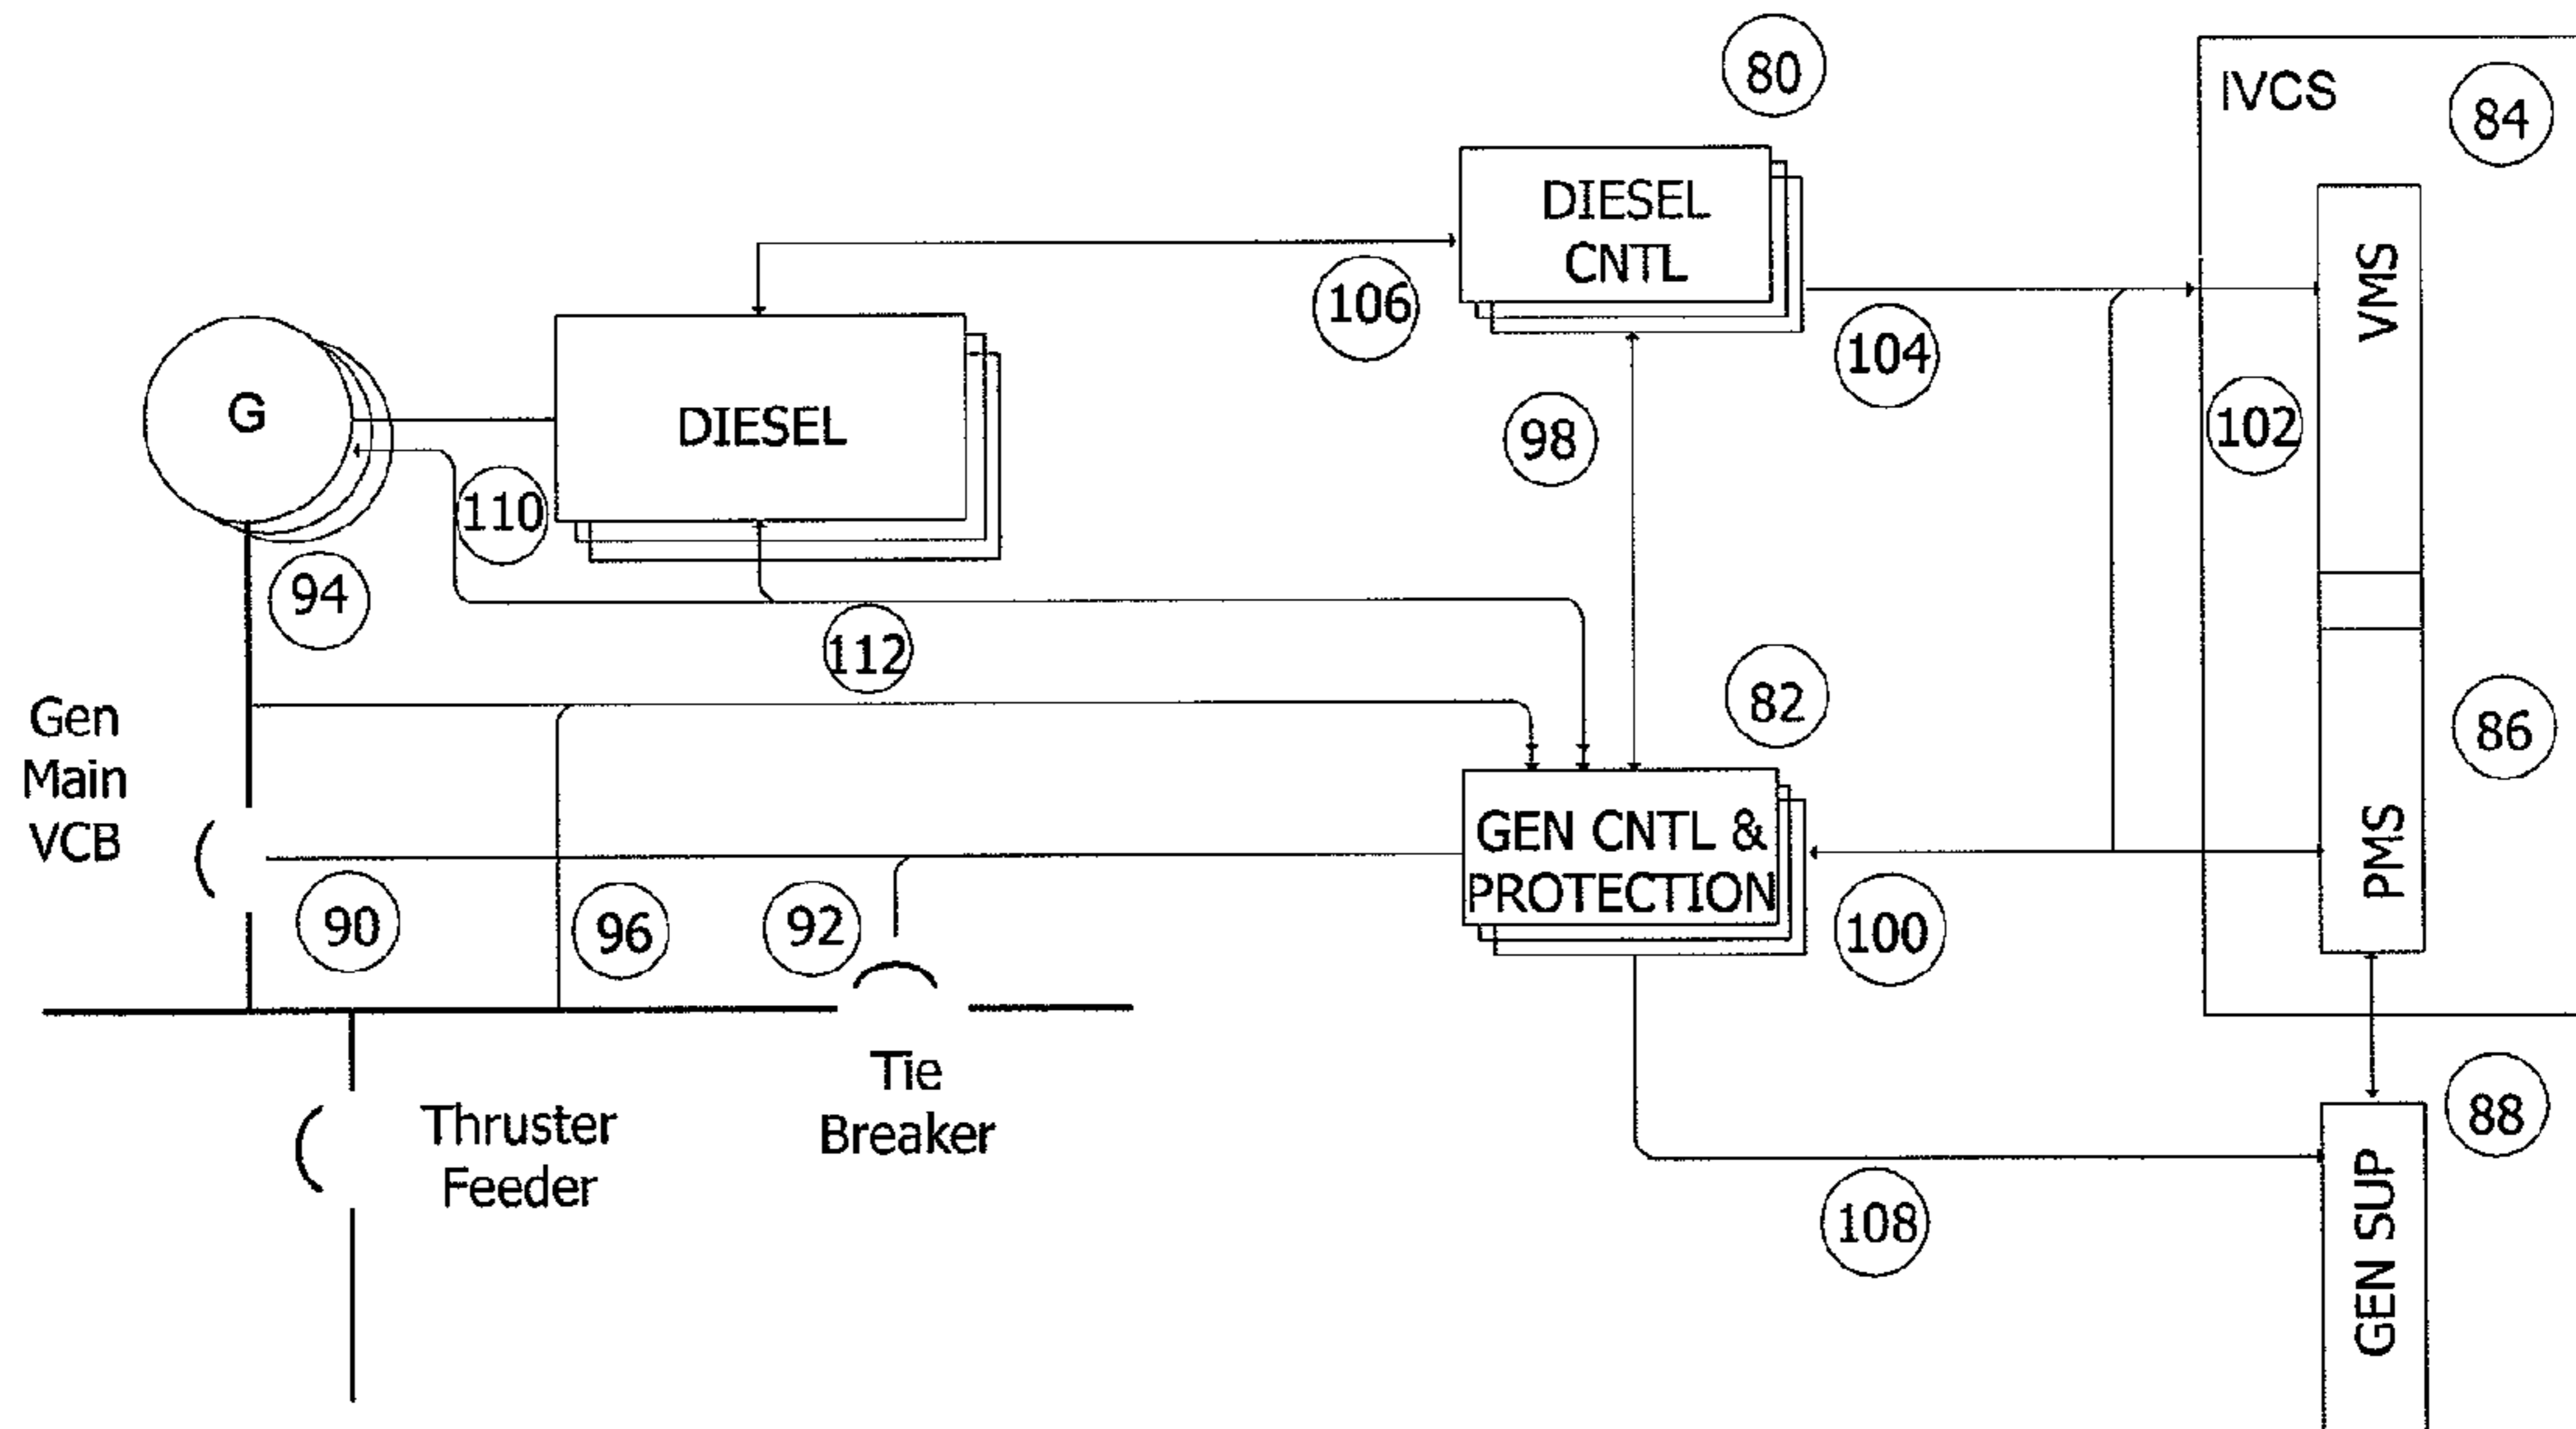 80
IVCS
84
DIESEL
CNTL
VMS
106
104
G
DIESEL
98
102
110
94
112
82
Gen
Main
VCB
86
GEN CNTL &
PROTECTION
PMS
90
96
92
100
Tie
Breaker
Thruster
Feeder
88
108
GEN SUP